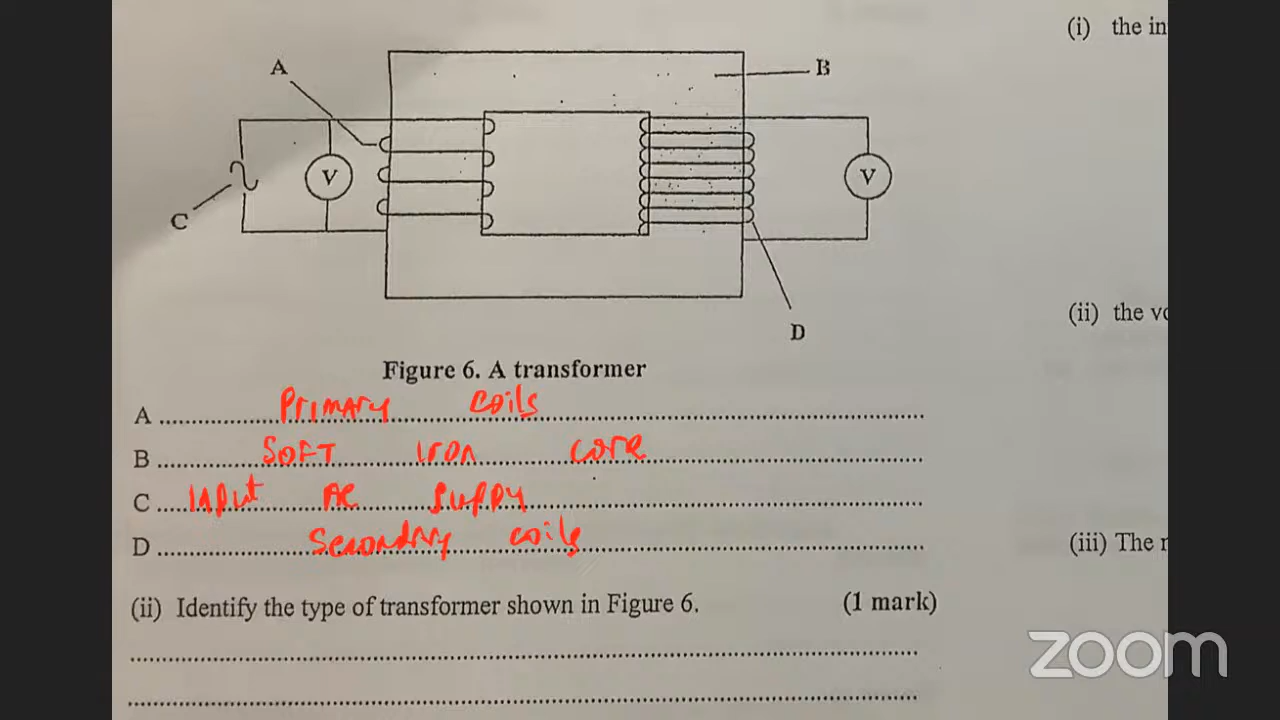 (i) the in
A
B
V
V
C
D
Figure 6. A transformer
A Primary coils
B SOFT iron core
C Input AC supply
D Secondary coils
(ii) the vo
(iii) The r
(ii) Identify the type of transformer shown in Figure 6. (1 mark)
zoom